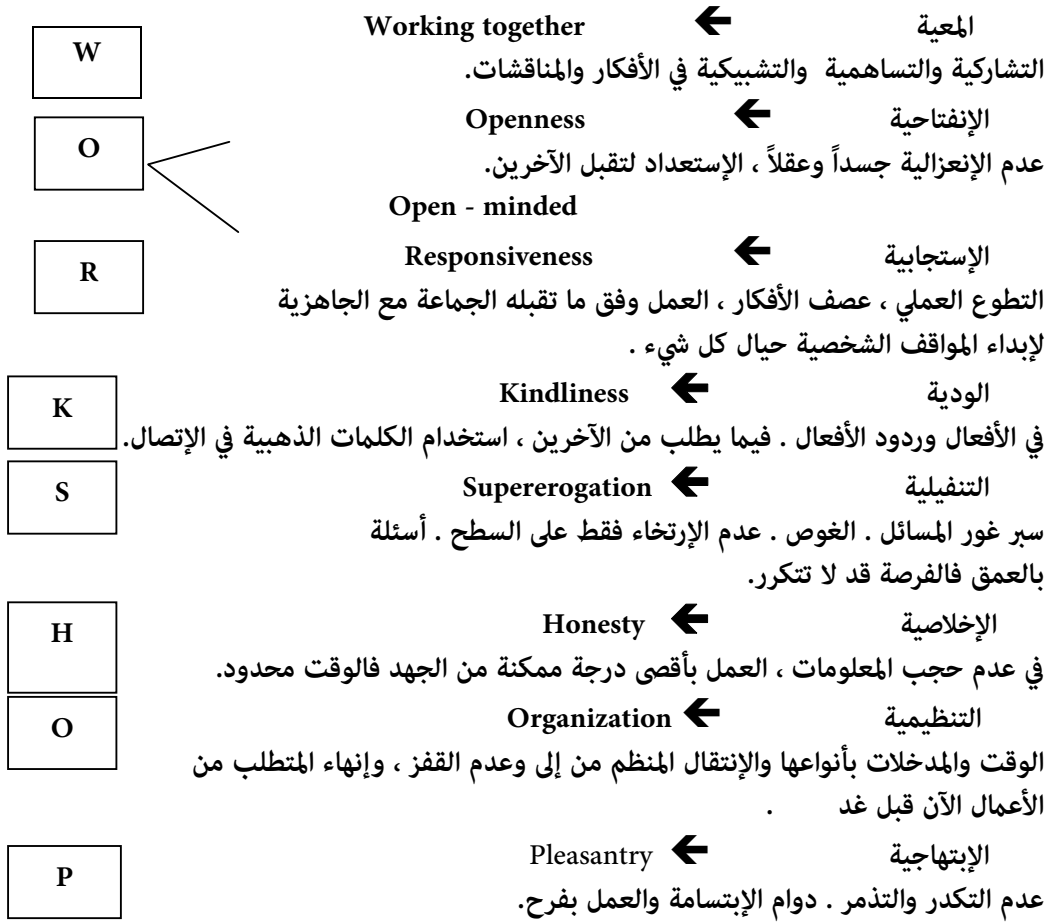 المعية ← Working together
W
التشاركية والتساهمية والتشبيكية في الأفكار والمناقشات.
الإنفتاحية ← Openness
O
عدم الإنعزالية جسداً وعقلاً ، الإستعداد لتقبل الآخرين.
Open - minded
الإستجابية ← Responsiveness
R
التطوع العملي ، عصف الأفكار ، العمل وفق ما تقبله الجماعة مع الجاهزية
لإبداء المواقف الشخصية حيال كل شيء .
الودية ← Kindliness
K
في الأفعال وردود الأفعال . فيما يطلب من الآخرين ، استخدام الكلمات الذهبية في الإتصال.
التنفيلية ← Supererogation
S
سبر غور المسائل . الغوص . عدم الإرتخاء فقط على السطح . أسئلة
بالعمق فالفرصة قد لا تتكرر.
الإخلاصية ← Honesty
H
في عدم حجب المعلومات ، العمل بأقصى درجة ممكنة من الجهد فالوقت محدود.
التنظيمية ← Organization
O
الوقت والمدخلات بأنواعها والإنتقال المنظم من إلى وعدم القفز ، وإنهاء المتطلب من
الأعمال الآن قبل غد .
الإبتهاجية ← Pleasantry
P
عدم التكدر والتذمر . دوام الإبتسامة والعمل بفرح.